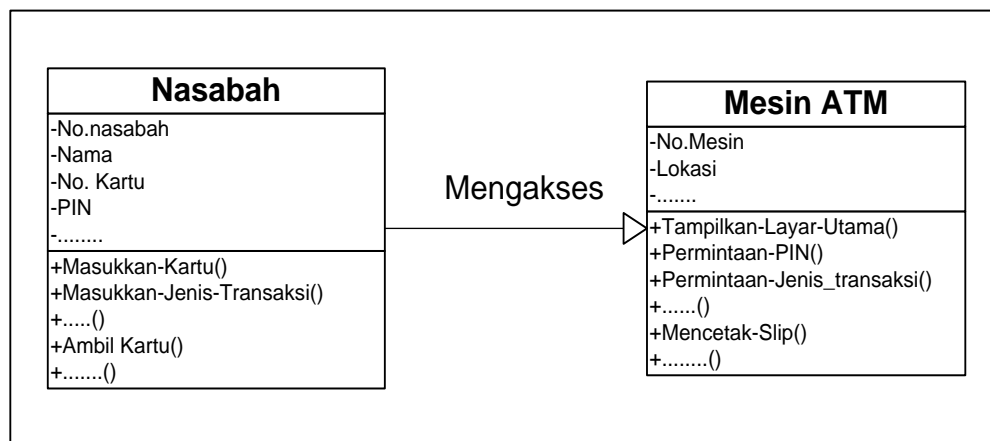 Nasabah
-No.nasabah
-Nama
-No. Kartu
-PIN
-........
+Masukkan-Kartu()
+Masukkan-Jenis-Transaksi()
+.....()
+Ambil Kartu()
+.......()
Mengakses
Mesin ATM
-No.Mesin
-Lokasi
-.......
+Tampilkan-Layar-Utama()
+Permintaan-PIN()
+Permintaan-Jenis_transaksi()
+......()
+Mencetak-Slip()
+........()